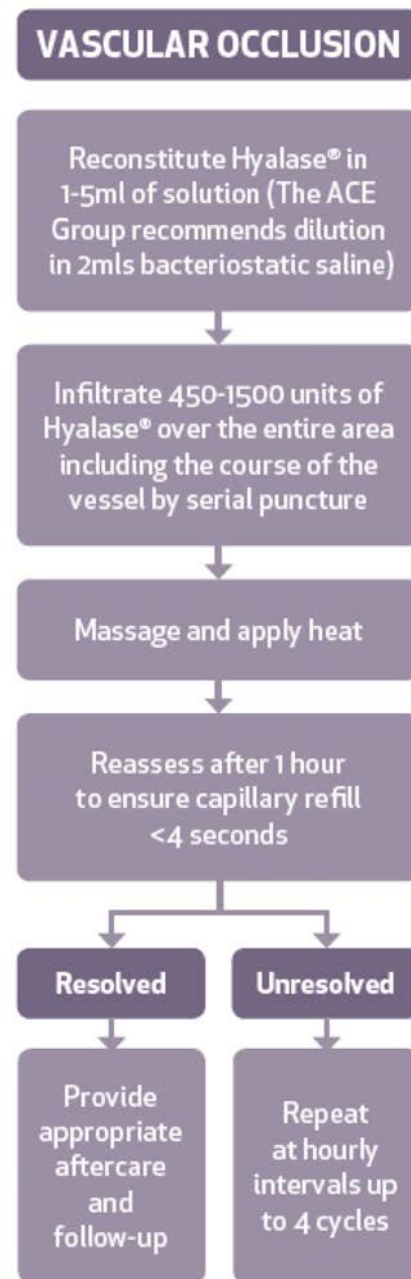 VASCULAR OCCLUSION
Reconstitute Hyalase® in
1-5ml of solution (The ACE
Group recommends dilution
in 2mls bacteriostatic saline)
Infiltrate 450-1500 units of
Hyalase® over the entire area
including the course of the
vessel by serial puncture
Massage and apply heat
Reassess after 1 hour
to ensure capillary refill
<4 seconds
Resolved
Unresolved
Provide
appropriate
aftercare
and
follow-up
Repeat
at hourly
intervals up
to 4 cycles